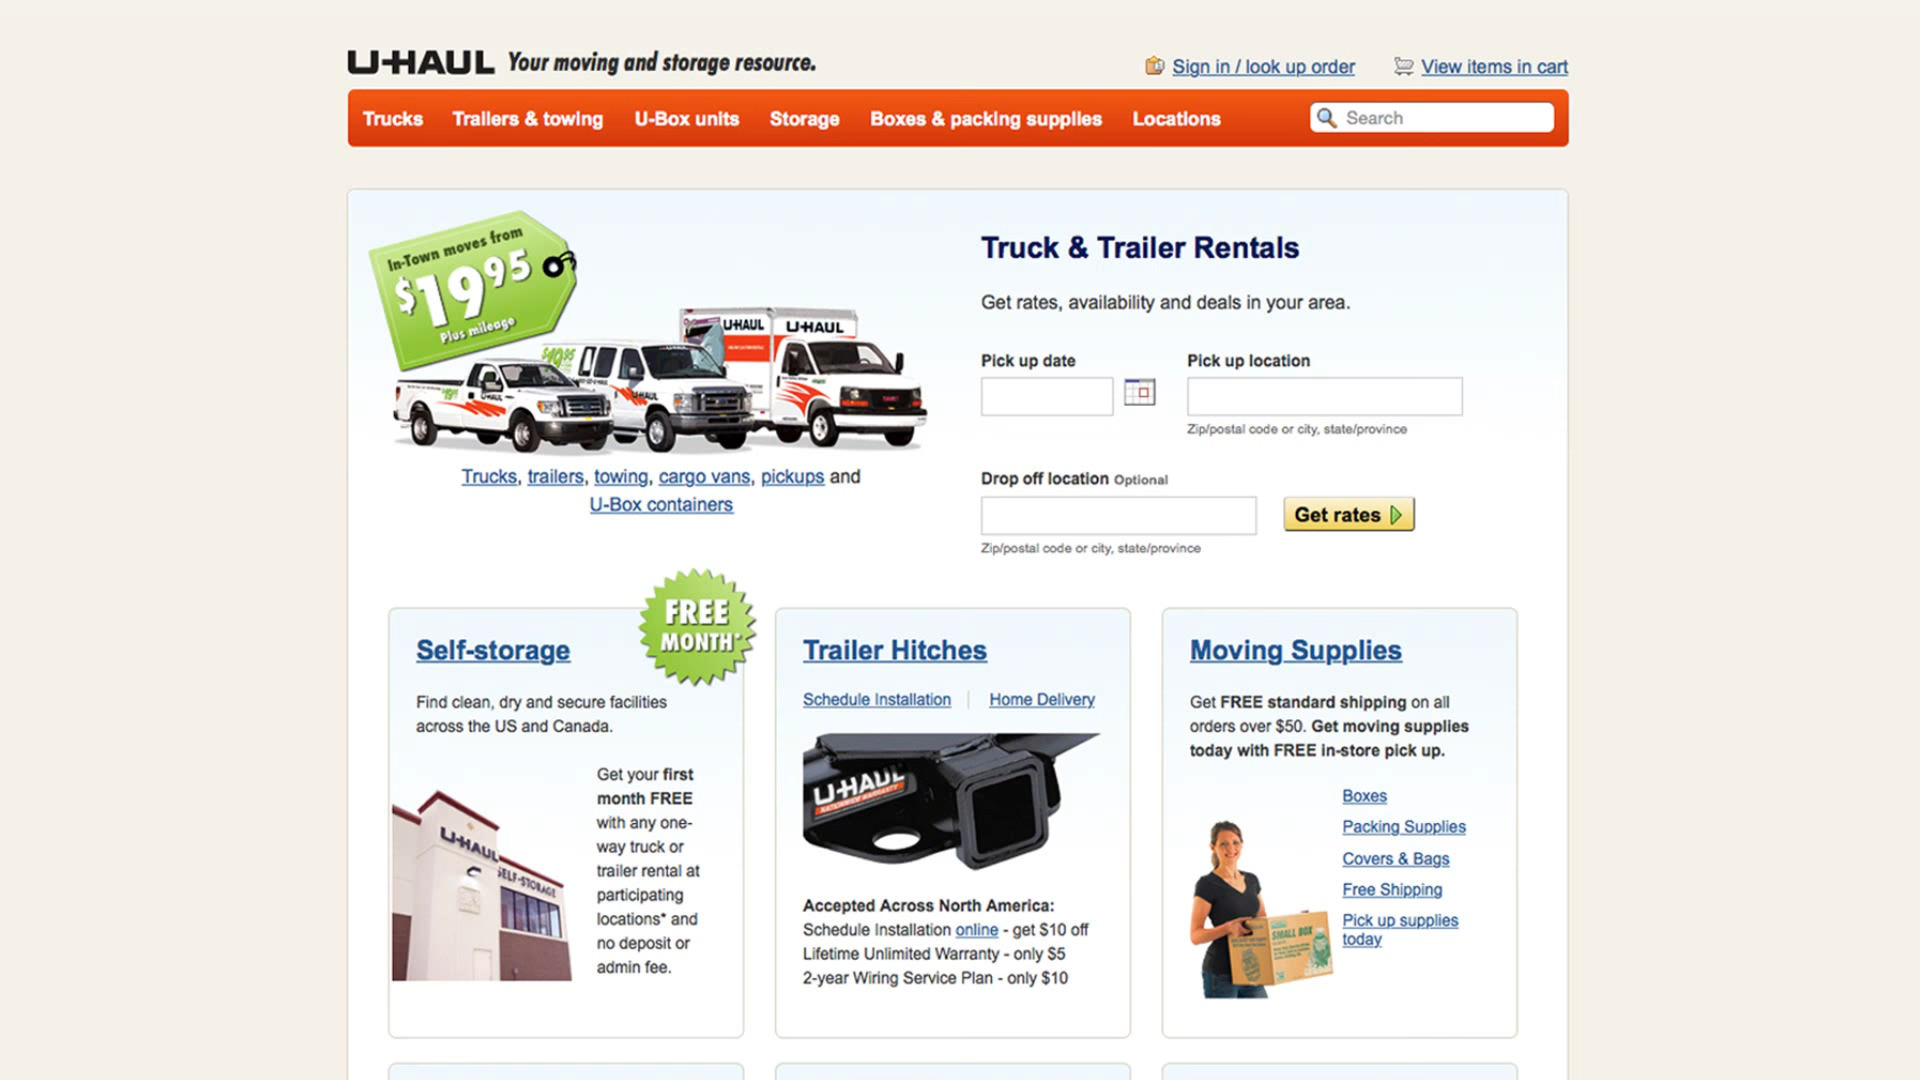 U-HAUL Your moving and storage resource.
Sign in / look up order
View items in cart
Trucks
Trailers & towing
U-Box units
Storage
Boxes & packing supplies
Locations
Search
In-Town moves from
$19.95
Plus mileage
U-HAUL
U-HAUL
Trucks, trailers, towing, cargo vans, pickups and
U-Box containers
Truck & Trailer Rentals
Get rates, availability and deals in your area.
Pick up date
Pick up location
Zip/postal code or city, state/province
Drop off location Optional
Zip/postal code or city, state/province
Get rates
Self-storage
FREE
MONTH*
Find clean, dry and secure facilities
across the US and Canada.
U-HAUL
SELF-STORAGE
Get your first
month FREE
with any one-
way truck or
trailer rental at
participating
locations* and
no deposit or
admin fee.
Trailer Hitches
Schedule Installation
Home Delivery
U-HAUL
NATIONWIDE WARRANTY
Accepted Across North America:
Schedule Installation online - get $10 off
Lifetime Unlimited Warranty - only $5
2-year Wiring Service Plan - only $10
Moving Supplies
Get FREE standard shipping on all
orders over $50. Get moving supplies
today with FREE in-store pick up.
SMALL BOX
Boxes
Packing Supplies
Covers & Bags
Free Shipping
Pick up supplies
today